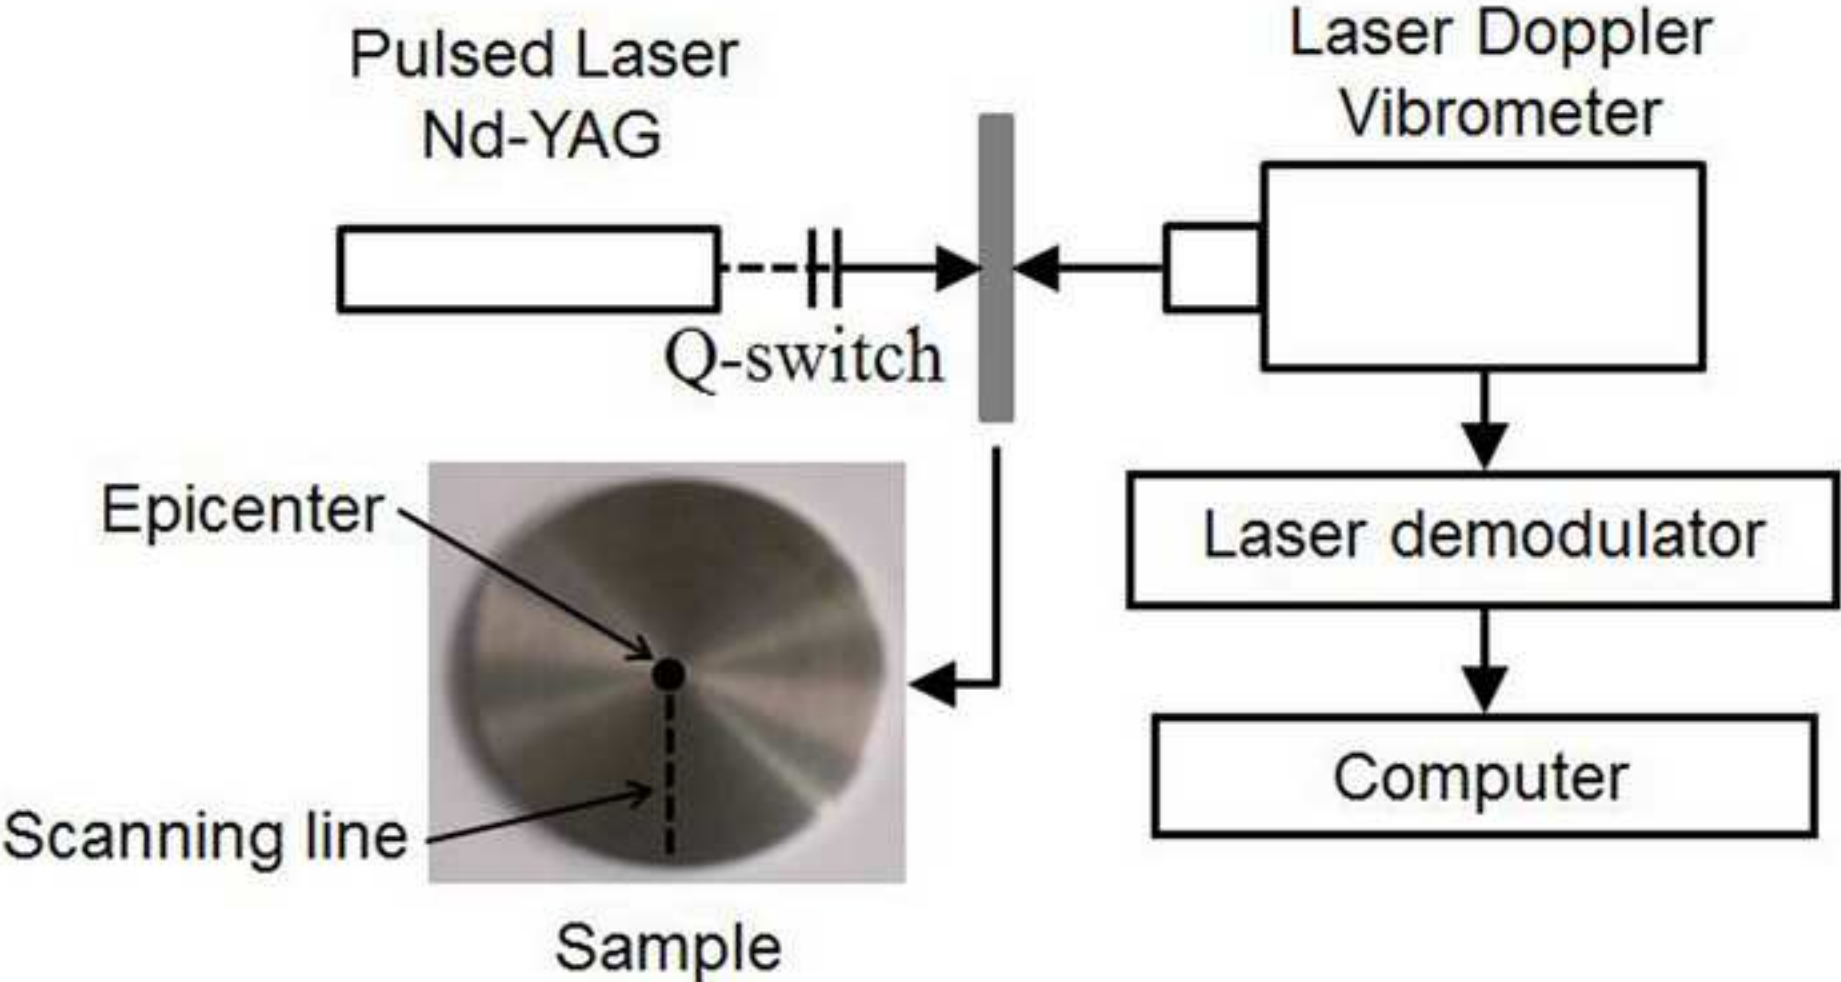 Pulsed Laser
Nd-YAG
Laser Doppler
Vibrometer
Q-switch
Epicenter
Scanning line
Sample
Laser demodulator
Computer